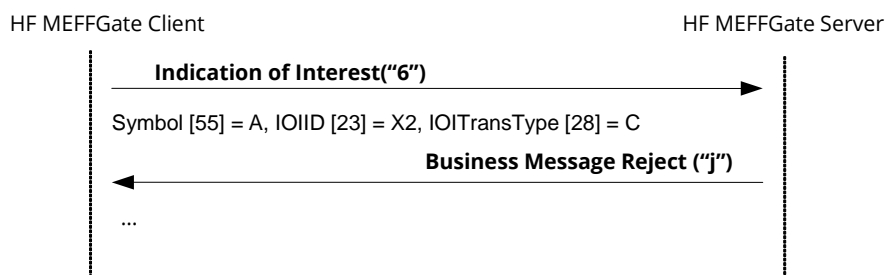 HF MEFFGate Client
HF MEFFGate Server
Indication of Interest(“6”)
Symbol [55] = A, IOIID [23] = X2, IOITransType [28] = C
Business Message Reject (“j”)
...